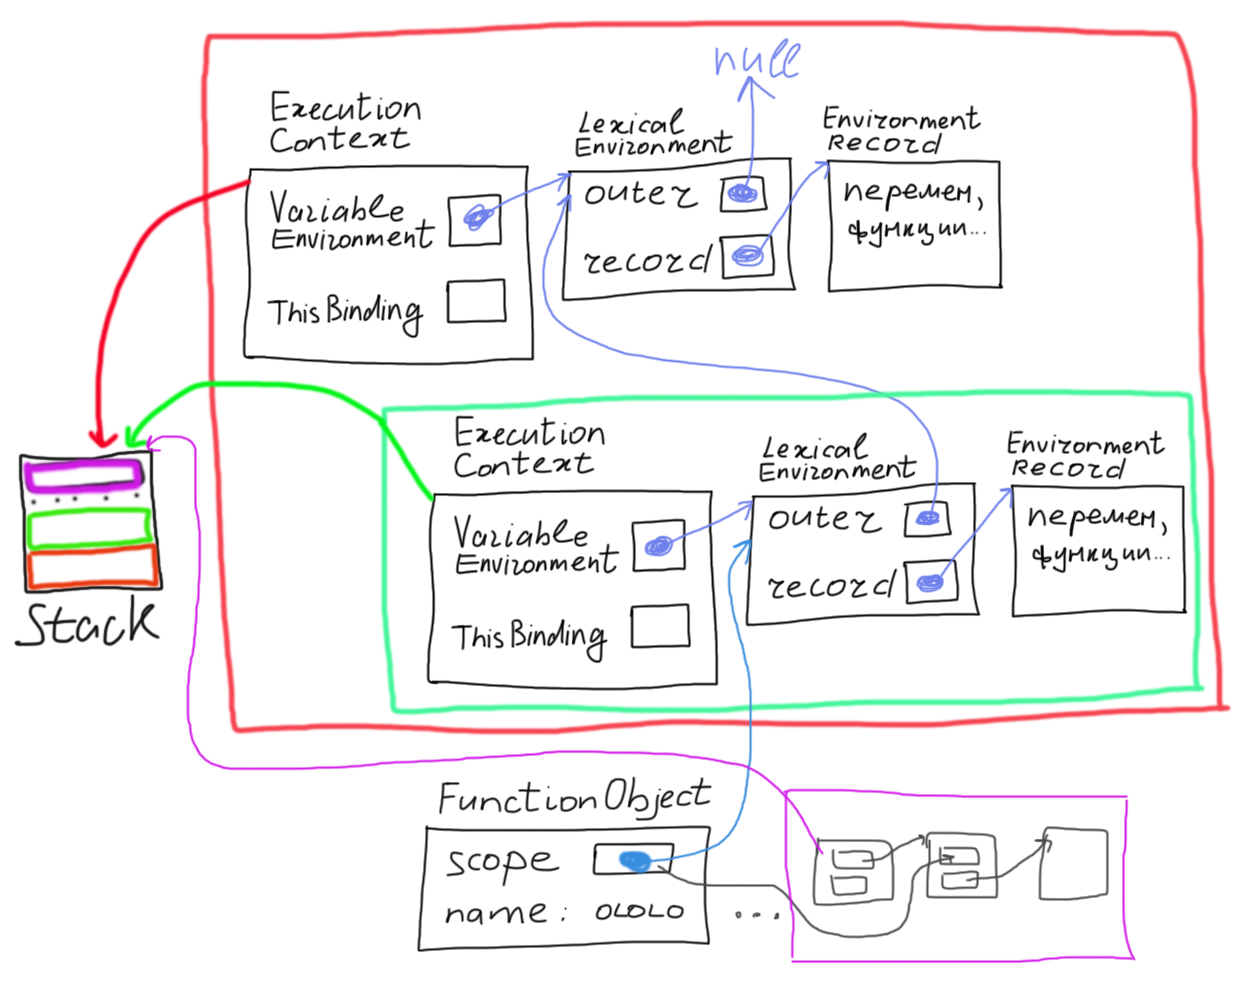 null
Execution
Context
Lexical
Environment
Environment
Record
Variable
Environment
This Binding
outer
record
перемен,
функции...
Execution
Context
Lexical
Environment
Environment
Record
Variable
Environment
This Binding
outer
record
перемен,
функции...
Stack
Function Object
scope
name: OLOLO
...